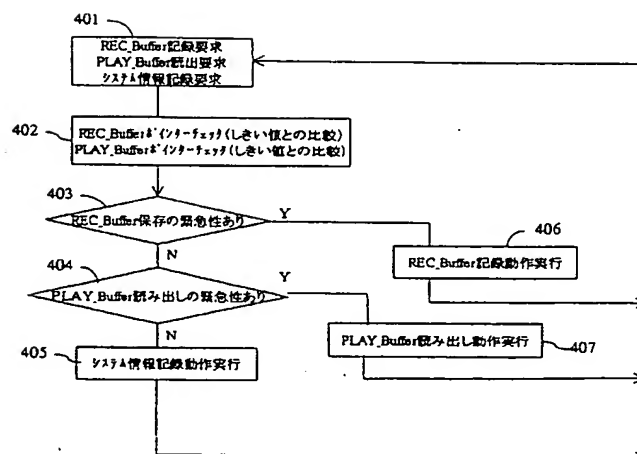 401
REC_Buffer記録要求
PLAY_Buffer読出要求
システム情報記録要求
402
REC_Bufferポインターチェック(しきい値との比較)
PLAY_Bufferポインターチェック(しきい値との比較)
403
REC_Buffer保存の緊急性あり
Y
N
406
REC_Buffer記録動作実行
404
PLAY_Buffer読み出しの緊急性あり
Y
N
PLAY_Buffer読み出し動作実行
407
405
システム情報記録動作実行